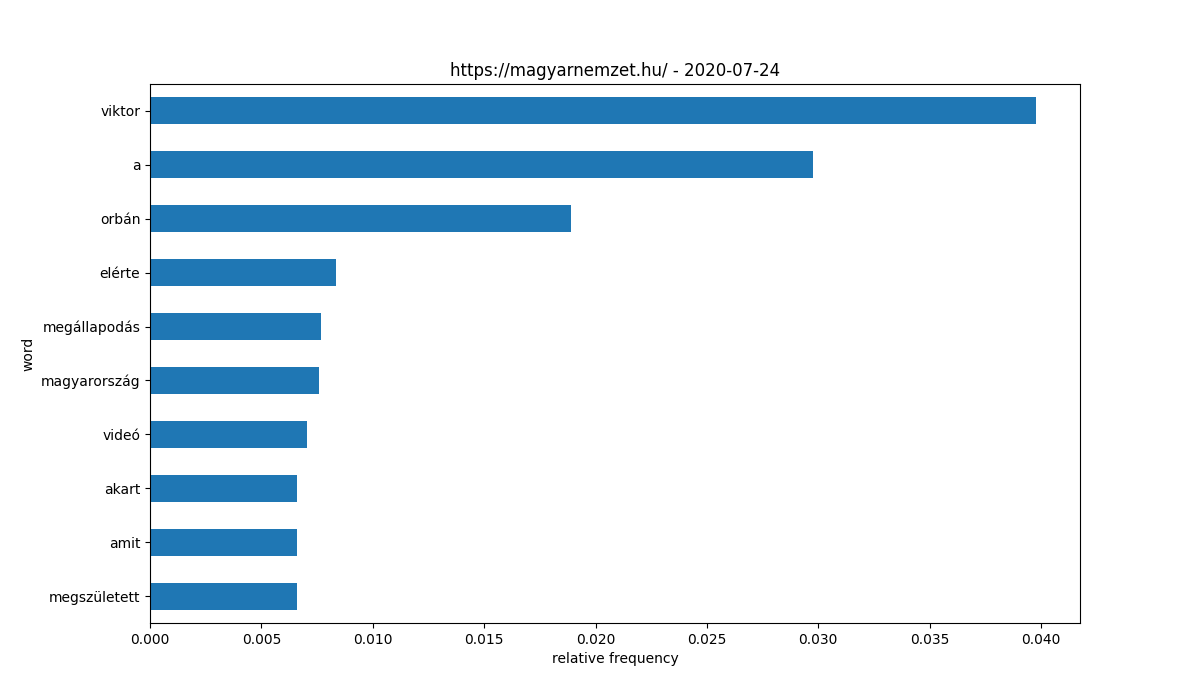 https://magyarnemzet.hu/ - 2020-07-24
viktor
a
orbán
elérte
megállapodás
magyarország
videó
akart
amit
megszületett
word
0.000 0.005 0.010 0.015 0.020 0.025 0.030 0.035 0.040
relative frequency